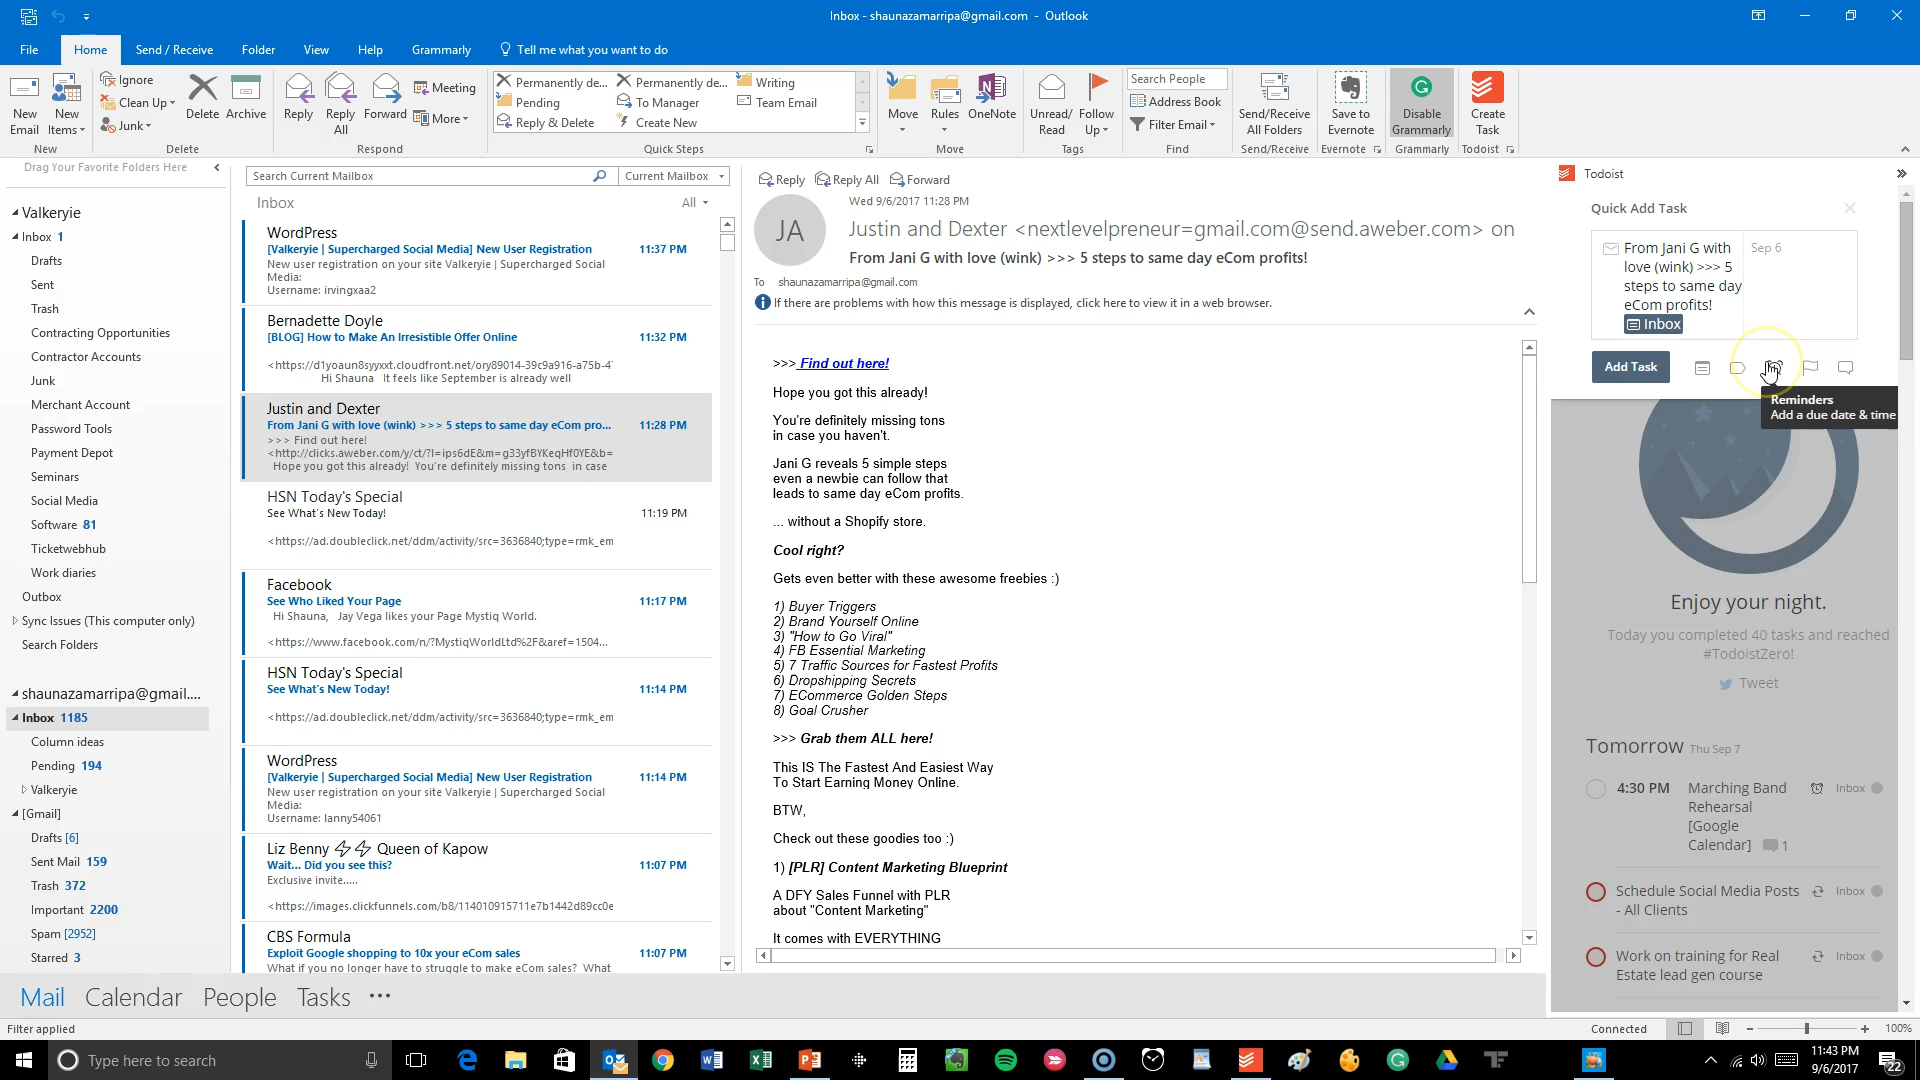 Inbox - shaunazamarripa@gmail.com - Outlook
File
Home
Send / Receive
Folder
View
Help
Grammarly
Tell me what you want to do
New Email
New Items
New
Ignore
Clean Up
Junk
Delete
Archive
Delete
Reply
Reply All
Forward
Meeting
More
Respond
Permanently de...
Pending
Reply & Delete
Permanently de...
To Manager
Create New
Writing
Team Email
Quick Steps
Move
Rules
OneNote
Move
Unread/ Read
Follow Up
Tags
Search People
Address Book
Filter Email
Find
Send/Receive All Folders
Send/Receive
Save to Evernote
Evernote
Disable Grammarly
Grammarly
Create Task
Todoist
Drag Your Favorite Folders Here
Valkeryie
Inbox 1
Drafts
Sent
Trash
Contracting Opportunities
Contractor Accounts
Junk
Merchant Account
Password Tools
Payment Depot
Seminars
Social Media
Software 81
Ticketwebhub
Work diaries
Outbox
Sync Issues (This computer only)
Search Folders
shaunazamarripa@gmail....
Inbox 1185
Column ideas
Pending 194
Valkeryie
[Gmail]
Drafts [6]
Sent Mail 159
Trash 372
Important 2200
Spam [2952]
Starred 3
Search Current Mailbox
Current Mailbox
Inbox
All
WordPress
[Valkeryie | Supercharged Social Media] New User Registration 11:37 PM
New user registration on your site Valkeryie | Supercharged Social
Media:
Username: irvingxaa2
Bernadette Doyle
[BLOG] How to Make An Irresistible Offer Online 11:32 PM
<https://d1yoaun8syyxxt.cloudfront.net/ory89014-39c9a916-a75b-4
Hi Shauna It feels like September is already well
Justin and Dexter
From Jani G with love (wink) >>> 5 steps to same day eCom pro... 11:28 PM
>>> Find out here!
<http://clicks.aweber.com/y/ct/?l=ips6dE&m=g33yfBYKeqHf0YE&b=
Hope you got this already! You're definitely missing tons in case
HSN Today's Special
See What's New Today! 11:19 PM
<https://ad.doubleclick.net/ddm/activity/src=3636840;type=rmk_em
Facebook
See Who Liked Your Page 11:17 PM
Hi Shauna, Jay Vega likes your Page Mystiq World.
<https://www.facebook.com/n/?MystiqWorldLtd%2F&aref=1504...
HSN Today's Special
See What's New Today! 11:14 PM
<https://ad.doubleclick.net/ddm/activity/src=3636840;type=rmk_em
WordPress
[Valkeryie | Supercharged Social Media] New User Registration 11:14 PM
New user registration on your site Valkeryie | Supercharged Social
Media:
Username: lanny54061
Liz Benny ⚡⚡ Queen of Kapow
Wait... Did you see this? 11:07 PM
Exclusive invite.....
<https://images.clickfunnels.com/b8/114010915711e7b1442d89cc0e
CBS Formula
Exploit Google shopping to 10x your eCom sales 11:07 PM
What if you no longer have to struggle to make eCom sales? What
Reply
Reply All
Forward
Wed 9/6/2017 11:28 PM
JA
Justin and Dexter <nextlevelpreneur=gmail.com@send.aweber.com> on
From Jani G with love (wink) >>> 5 steps to same day eCom profits!
To shaunazamarripa@gmail.com
If there are problems with how this message is displayed, click here to view it in a web browser.
>>> Find out here!
Hope you got this already!
You're definitely missing tons
in case you haven't.
Jani G reveals 5 simple steps
even a newbie can follow that
leads to same day eCom profits.
... without a Shopify store.
Cool right?
Gets even better with these awesome freebies :)
1) Buyer Triggers
2) Brand Yourself Online
3) "How to Go Viral"
4) FB Essential Marketing
5) 7 Traffic Sources for Fastest Profits
6) Dropshipping Secrets
7) ECommerce Golden Steps
8) Goal Crusher
>>> Grab them ALL here!
This IS The Fastest And Easiest Way
To Start Earning Money Online.
BTW,
Check out these goodies too :)
1) [PLR] Content Marketing Blueprint
A DFY Sales Funnel with PLR
about "Content Marketing"
It comes with EVERYTHING
Todoist
Quick Add Task
From Jani G with
love (wink) >>> 5
steps to same day
eCom profits!
Inbox
Sep 6
Add Task
Reminders
Add a due date & time
Enjoy your night.
Today you completed 40 tasks and reached
#TodoistZero!
Tweet
Tomorrow Thu Sep 7
4:30 PM Marching Band
Rehearsal
[Google
Calendar] 1
Inbox
Schedule Social Media Posts
- All Clients
Inbox
Work on training for Real
Estate lead gen course
Inbox
Mail
Calendar
People
Tasks
Filter applied
Connected
100%
Type here to search
11:43 PM
9/6/2017
22